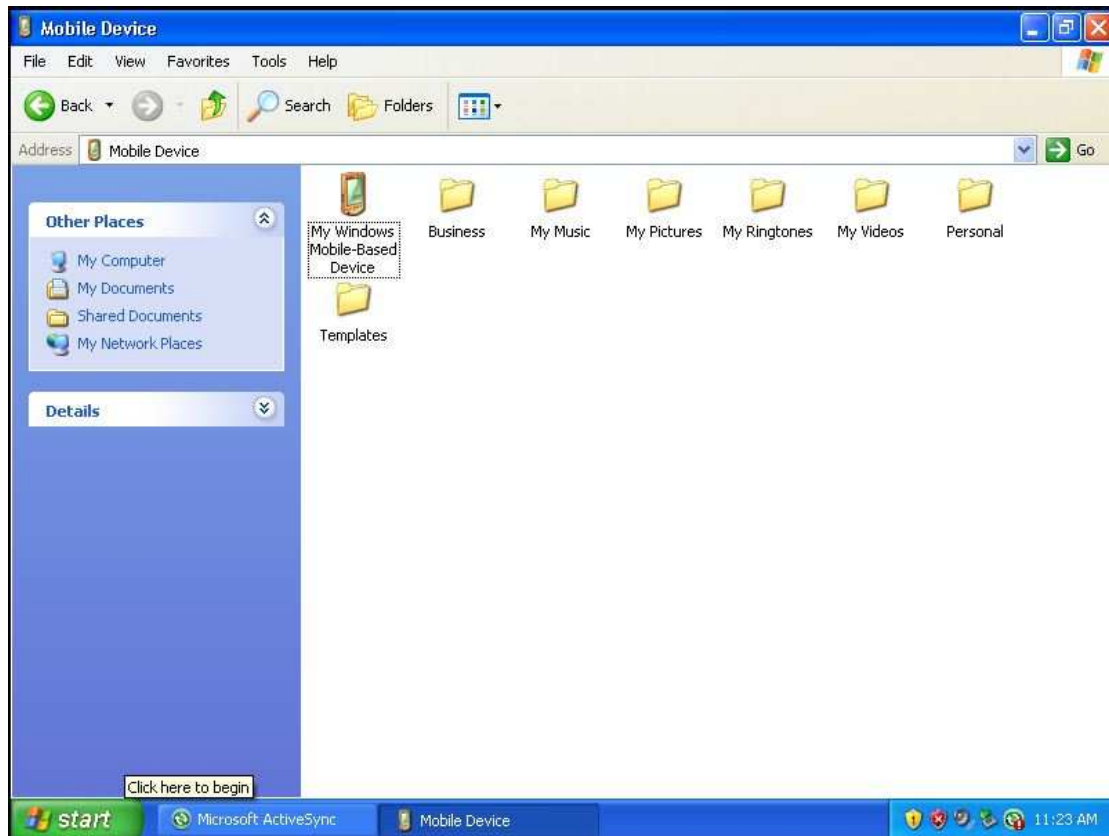 Mobile Device
File Edit View Favorites Tools Help
Back Search Folders
Address Mobile Device Go
Other Places
My Computer
My Documents
Shared Documents
My Network Places
Details
My Windows
Mobile-Based
Device
Business
My Music
My Pictures
My Ringtones
My Videos
Personal
Templates
Click here to begin
start Microsoft ActiveSync Mobile Device 11:23 AM